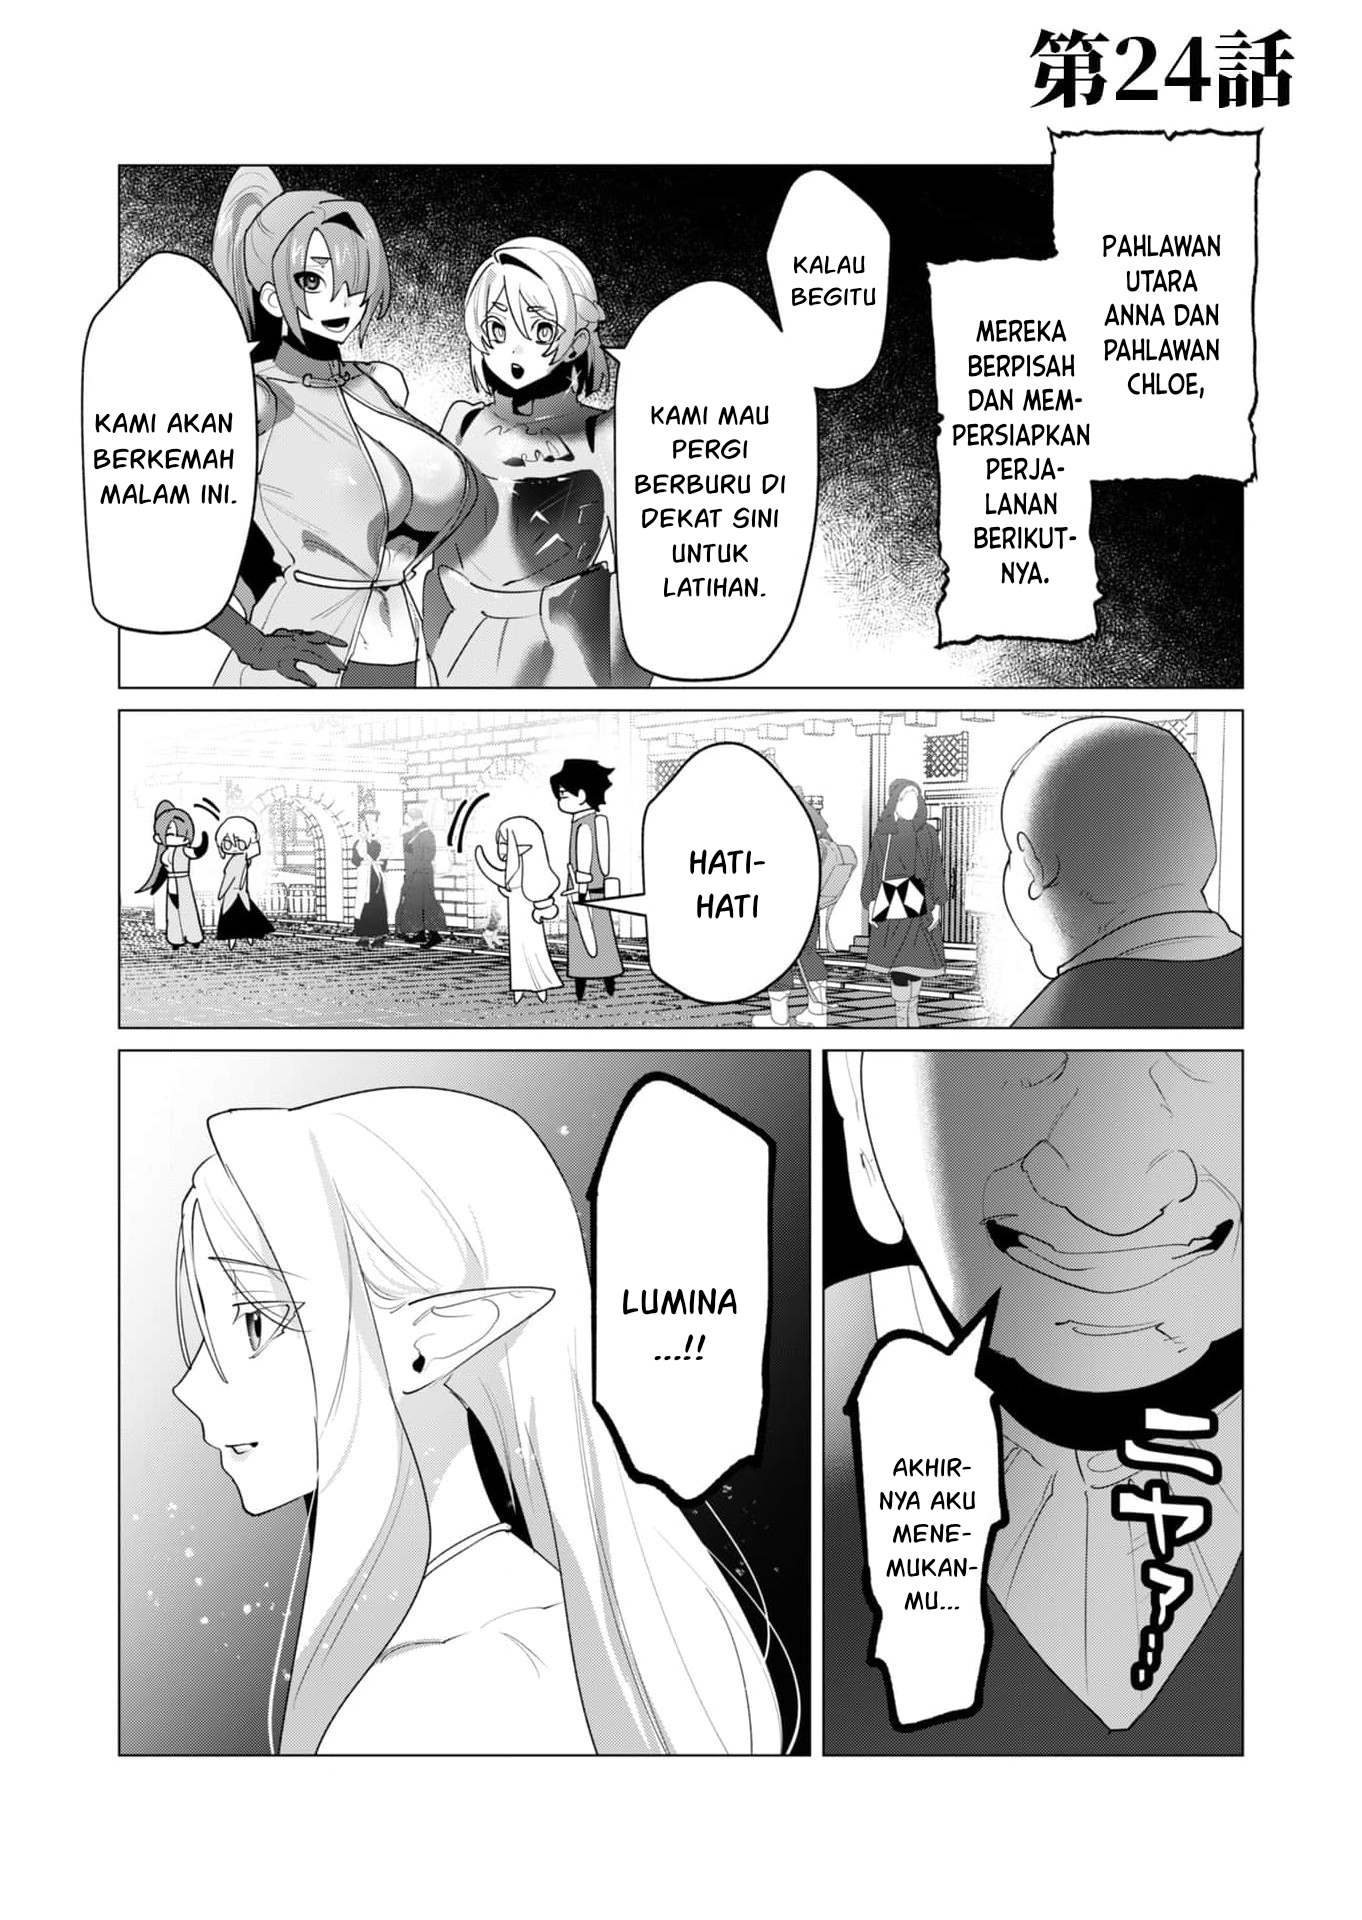 第24話
PAHLAWAN
UTARA
ANNA DAN
PAHLAWAN
CHLOE,
MEREKA
BERPISAH
DAN MEM-
PERSIAPKAN
PERJA-
LANAN
BERIKUT-
NYA.
KALAU
BEGITU
KAMI MAU
PERGI
BERBURU DI
DEKAT SINI
UNTUK
LATIHAN.
KAMI AKAN
BERKEMAH
MALAM INI.
HATI-
HATI
AKHIR-
NYA AKU
MENE-
MUKAN-
MU...
ニヤァ…
LUMINA
...!!